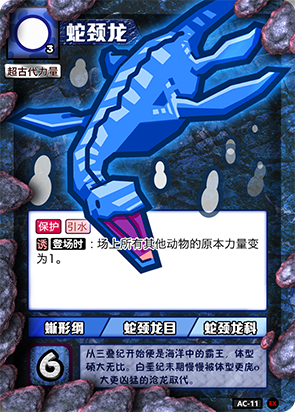 蛇颈龙
3
超古代力量
保护 引水
诱 登场时：场上所有其他动物的原本力量变
为1。
蜥形纲 蛇颈龙目 蛇颈龙科
6
从三叠纪开始便是海洋中的霸王，体型
硕大无比。白垩纪末期慢慢被体型更庞
大更凶猛的沧龙取代。
AC-11 EX